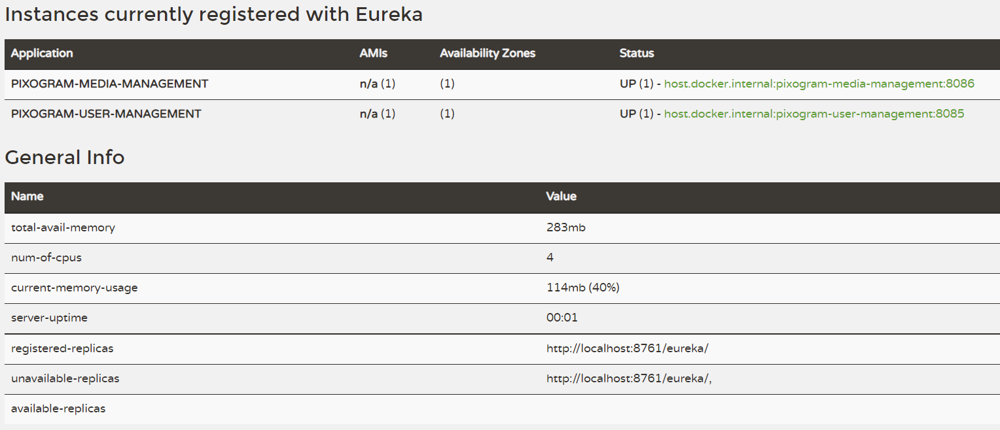 Instances currently registered with Eureka
Application AMIs Availability Zones Status
PIXOGRAM-MEDIA-MANAGEMENT n/a (1) (1) UP (1) - host.docker.internal:pixogram-media-management:8086
PIXOGRAM-USER-MANAGEMENT n/a (1) (1) UP (1) - host.docker.internal:pixogram-user-management:8085
General Info
Name Value
total-avail-memory 283mb
num-of-cpus 4
current-memory-usage 114mb (40%)
server-uptime 00:01
registered-replicas http://localhost:8761/eureka/
unavailable-replicas http://localhost:8761/eureka/,
available-replicas